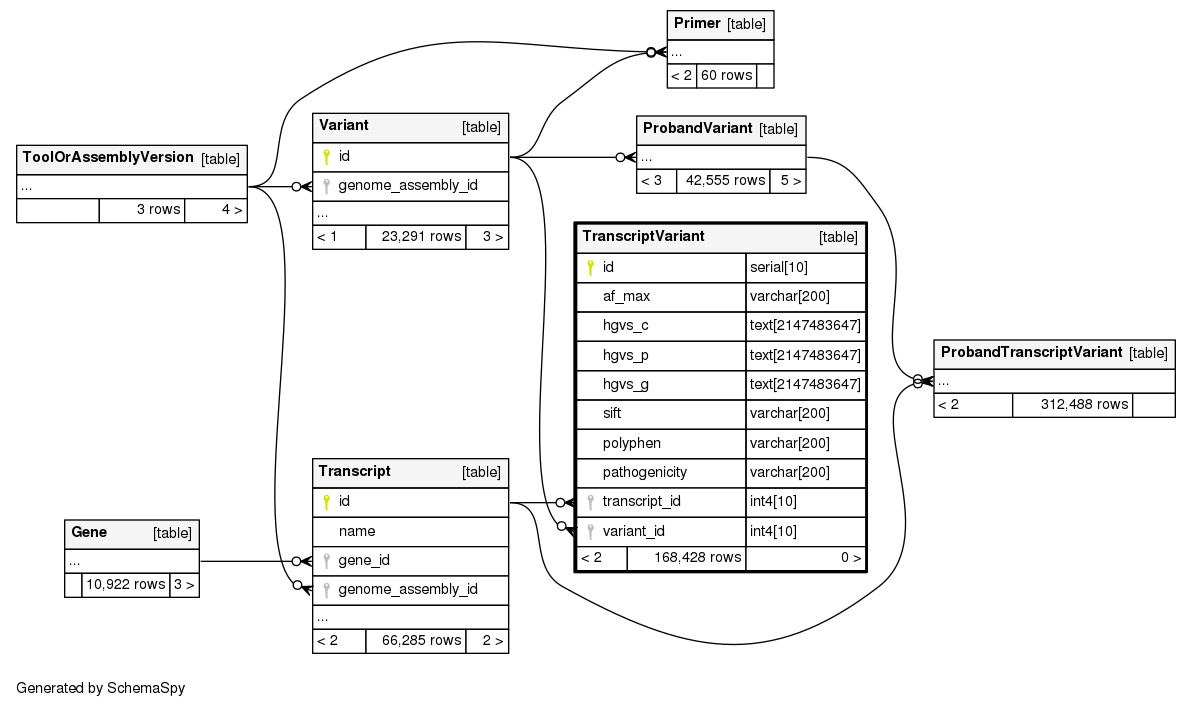 Primer [table]
...
< 2 60 rows
Variant [table]
id
genome_assembly_id
...
< 1 23,291 rows 3 >
ProbandVariant [table]
...
< 3 42,555 rows 5 >
ToolOrAssemblyVersion [table]
...
3 rows 4 >
TranscriptVariant [table]
id serial[10]
af_max varchar[200]
hgvs_c text[2147483647]
hgvs_p text[2147483647]
hgvs_g text[2147483647]
sift varchar[200]
polyphen varchar[200]
pathogenicity varchar[200]
transcript_id int4[10]
variant_id int4[10]
< 2 168,428 rows 0 >
ProbandTranscriptVariant [table]
...
< 2 312,488 rows
Transcript [table]
id
name
gene_id
genome_assembly_id
...
< 2 66,285 rows 2 >
Gene [table]
...
10,922 rows 3 >
Generated by SchemaSpy